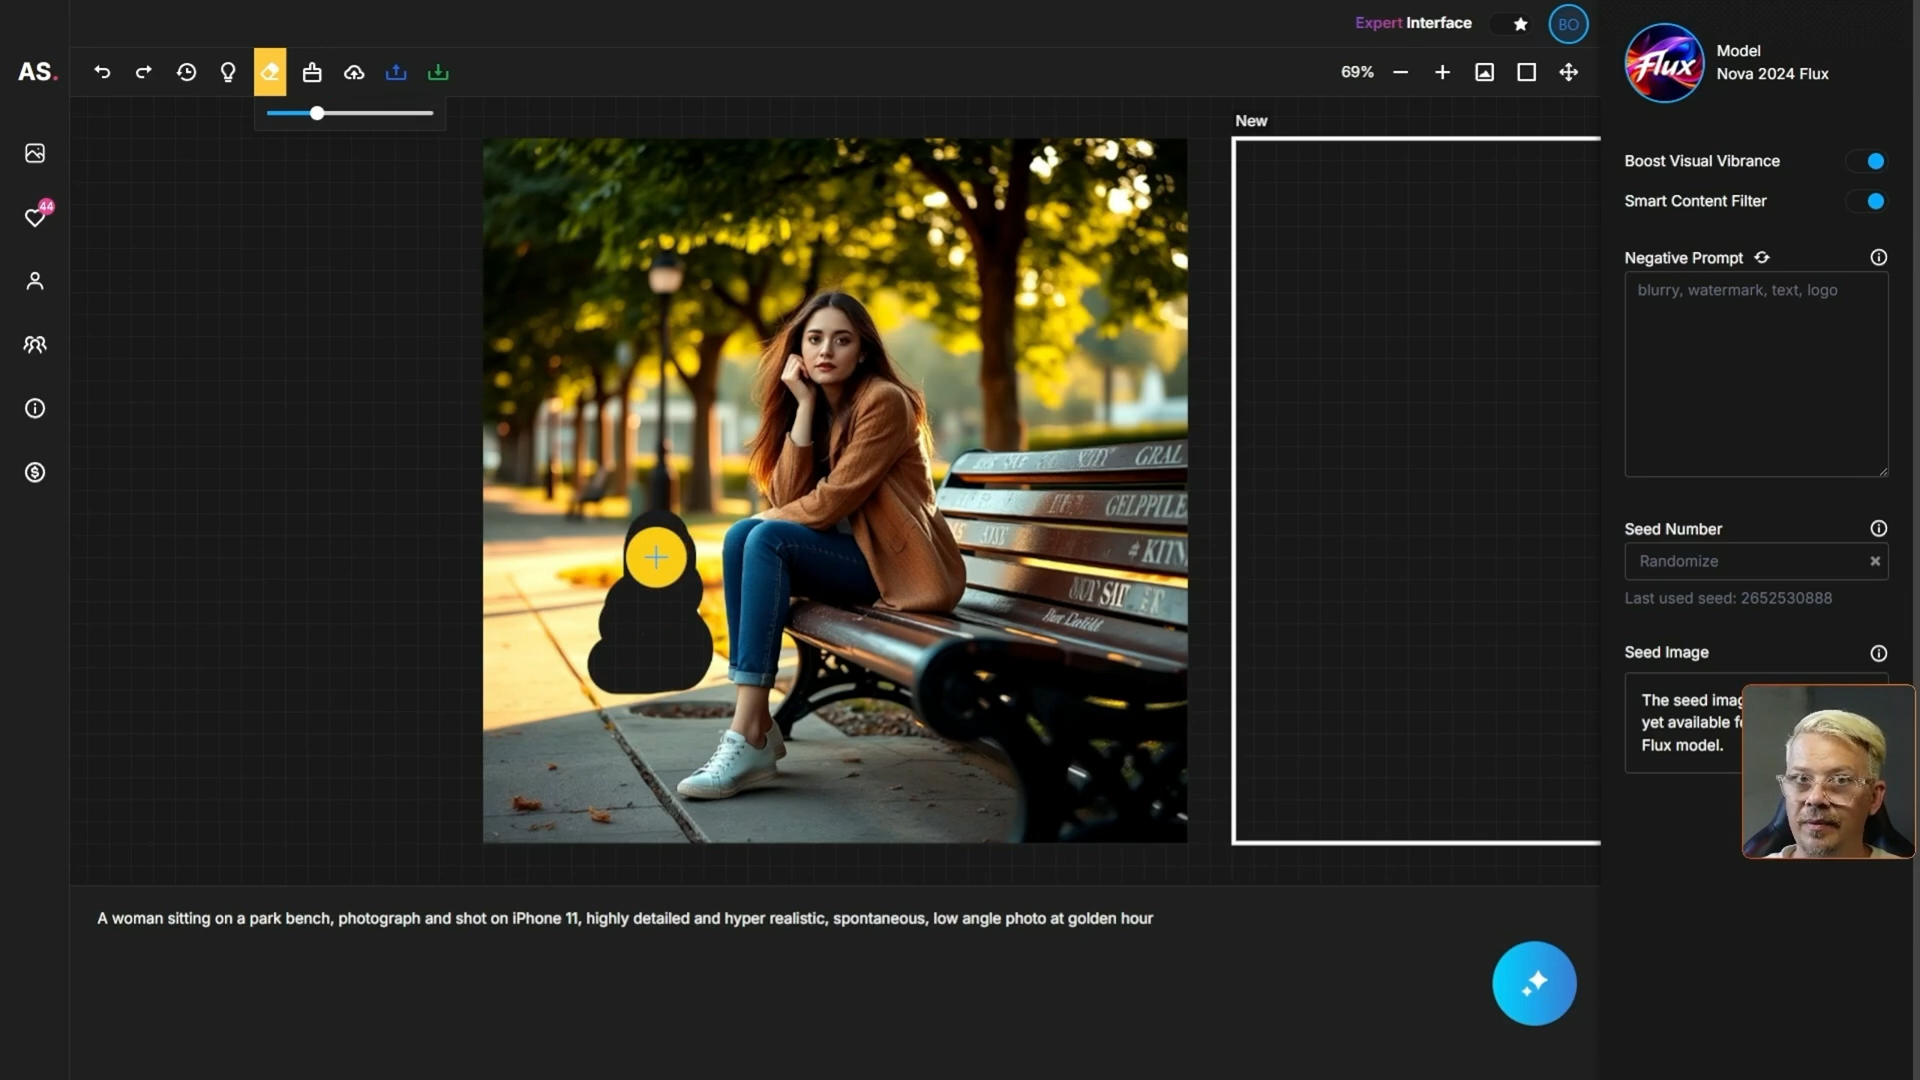 Expert Interface
BO
AS.
69%
Flux
Model
Nova 2024 Flux
New
44
Boost Visual Vibrance
Smart Content Filter
Negative Prompt
blurry, watermark, text, logo
GRAL
GELPPILE
Seed Number
Randomize
Last used seed: 2652530888
Seed Image
The seed imag
yet available f
Flux model.
A woman sitting on a park bench, photograph and shot on iPhone 11, highly detailed and hyper realistic, spontaneous, low angle photo at golden hour